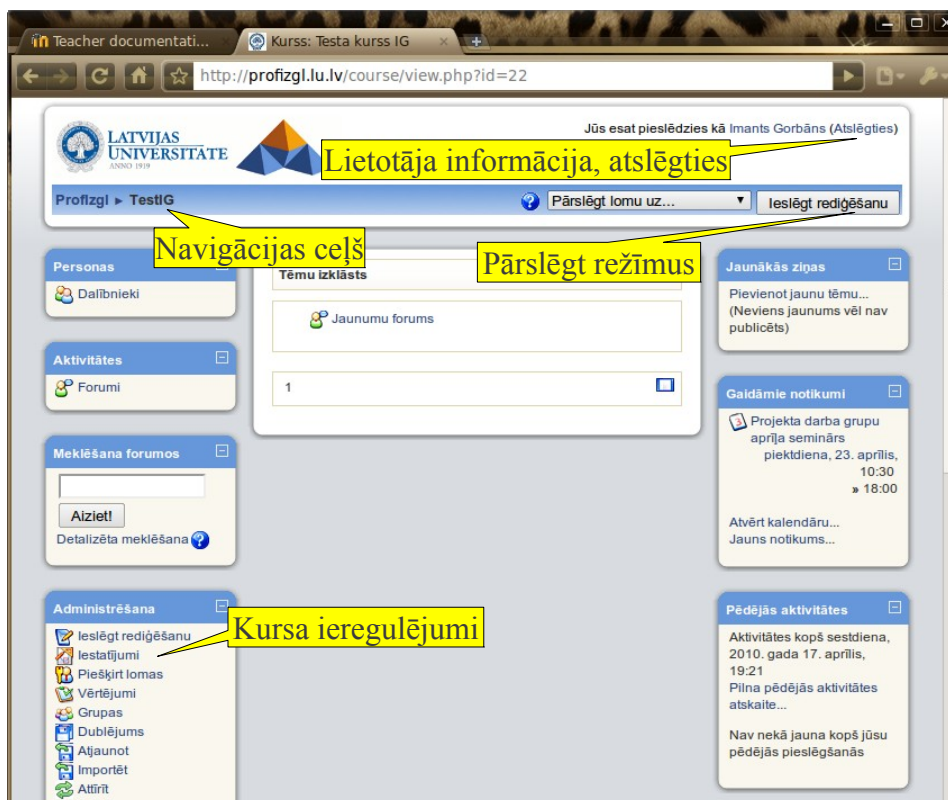 Teacher documentati...
Kurss: Testa kurss IG
http://profizgl.lu.lv/course/view.php?id=22
LATVIJAS
UNIVERSITĀTE
ANNO 1919
Jūs esat pieslēdzies kā Imants Gorbāns (Atslēgties)
Lietotāja informācija, atslēgties
Profizgl ► TestIG
Pārslēgt lomu uz...
Ieslēgt rediģēšanu
Navigācijas ceļš
Pārslēgt režīmus
Personas
Dalībnieki
Aktivitātes
Forumi
Meklēšana forumos
Aiziet!
Detalizēta meklēšana
Administrēšana
Ieslēgt rediģēšanu
Iestatījumi
Piešķirt lomas
Vērtējumi
Grupas
Dublējums
Atjaunot
Importēt
Attīrīt
Kursa ieregulējumi
Tēmu izklāsts
Jaunumu forums
1
Jaunākās ziņas
Pievienot jaunu tēmu...
(Neviens jaunums vēl nav
publicēts)
Gaidāmie notikumi
Projekta darba grupu
aprīļa seminārs
piektdiena, 23. aprīlis,
10:30
» 18:00
Atvērt kalendāru...
Jauns notikums...
Pēdējās aktivitātes
Aktivitātes kopš sestdiena,
2010. gada 17. aprīlis,
19:21
Pilna pēdējās aktivitātes
atskaite...
Nav nekā jauna kopš jūsu
pēdējās pieslēgšanās